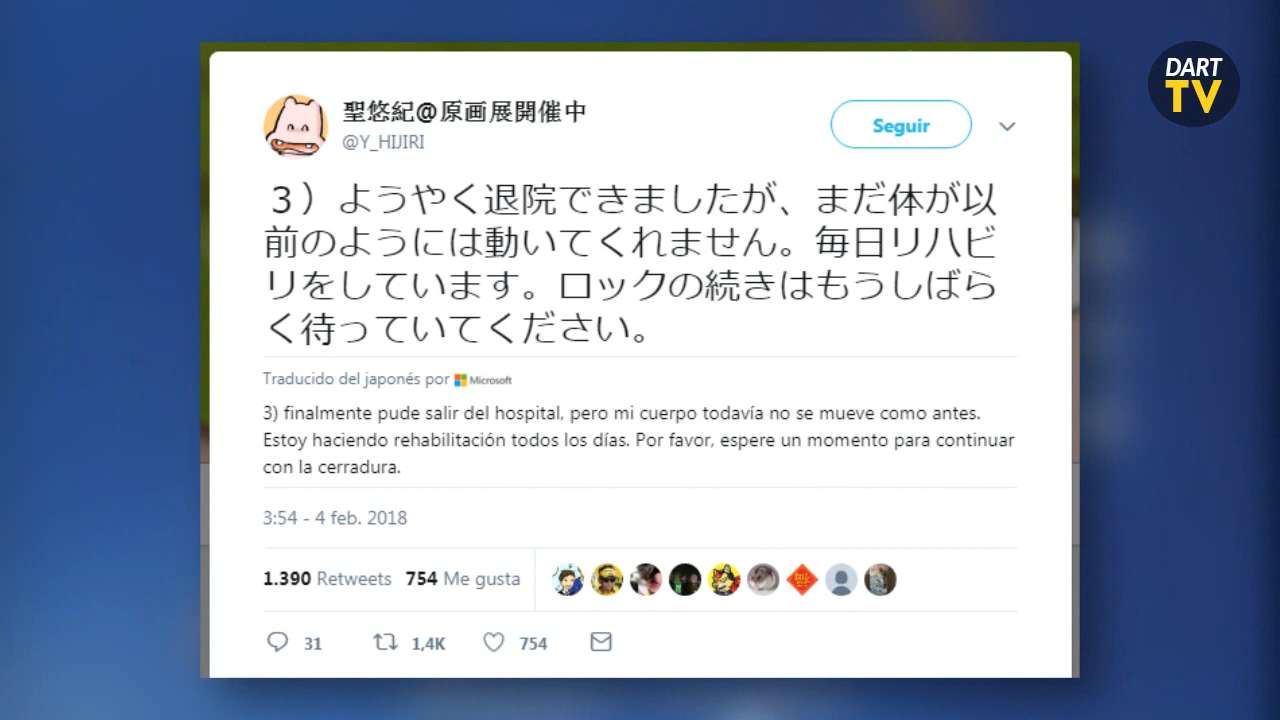 DART
TV
聖悠紀@原画展開催中
@Y_HIJIRI
Seguir
3）ようやく退院できましたが、まだ体が以
前のようには動いてくれません。毎日リハビ
リをしています。ロックの続きはもうしばら
く待っていてください。
Traducido del japonés por Microsoft
3) finalmente pude salir del hospital, pero mi cuerpo todavía no se mueve como antes.
Estoy haciendo rehabilitación todos los días. Por favor, espere un momento para continuar
con la cerradura.
3:54 - 4 feb. 2018
1.390 Retweets 754 Me gusta
31 1,4K 754